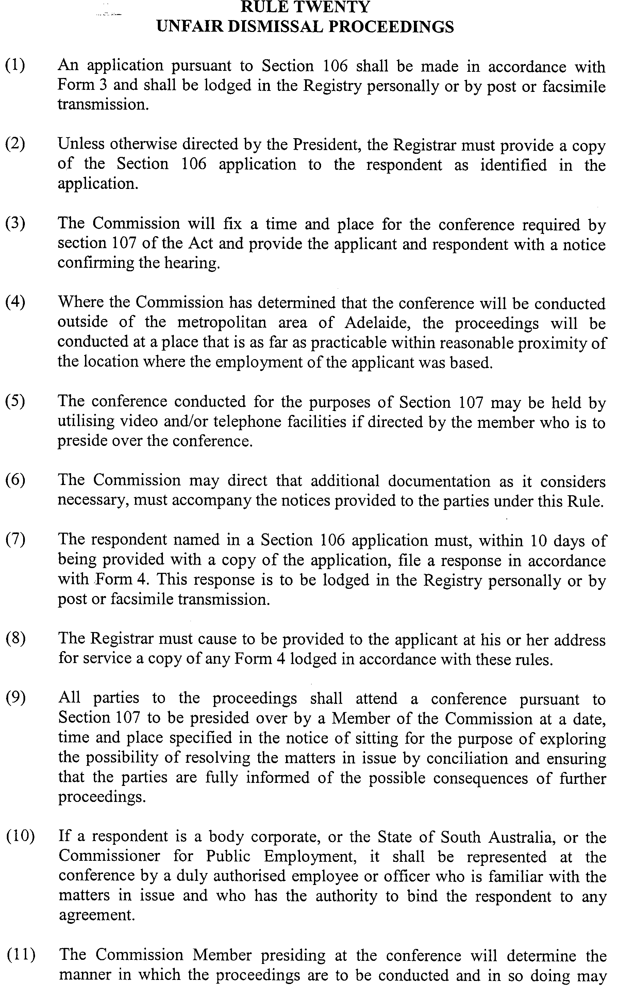 RULE TWENTY
UNFAIR DISMISSAL PROCEEDINGS
(1) An application pursuant to Section 106 shall be made in accordance with
Form 3 and shall be lodged in the Registry personally or by post or facsimile
transmission.
(2) Unless otherwise directed by the President, the Registrar must provide a copy
of the Section 106 application to the respondent as identified in the
application.
(3) The Commission will fix a time and place for the conference required by
section 107 of the Act and provide the applicant and respondent with a notice
confirming the hearing.
(4) Where the Commission has determined that the conference will be conducted
outside of the metropolitan area of Adelaide, the proceedings will be
conducted at a place that is as far as practicable within reasonable proximity of
the location where the employment of the applicant was based.
(5) The conference conducted for the purposes of Section 107 may be held by
utilising video and/or telephone facilities if directed by the member who is to
preside over the conference.
(6) The Commission may direct that additional documentation as it considers
necessary, must accompany the notices provided to the parties under this Rule.
(7) The respondent named in a Section 106 application must, within 10 days of
being provided with a copy of the application, file a response in accordance
with Form 4. This response is to be lodged in the Registry personally or by
post or facsimile transmission.
(8) The Registrar must cause to be provided to the applicant at his or her address
for service a copy of any Form 4 lodged in accordance with these rules.
(9) All parties to the proceedings shall attend a conference pursuant to
Section 107 to be presided over by a Member of the Commission at a date,
time and place specified in the notice of sitting for the purpose of exploring
the possibility of resolving the matters in issue by conciliation and ensuring
that the parties are fully informed of the possible consequences of further
proceedings.
(10) If a respondent is a body corporate, or the State of South Australia, or the
Commissioner for Public Employment, it shall be represented at the
conference by a duly authorised employee or officer who is familiar with the
matters in issue and who has the authority to bind the respondent to any
agreement.
(11) The Commission Member presiding at the conference will determine the
manner in which the proceedings are to be conducted and in so doing may